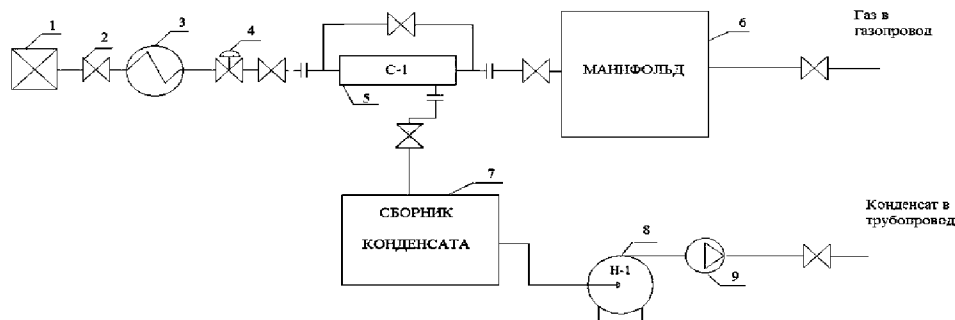 1
2
3
4
С-1
5
МАНИФОЛЬД
6
Газ в
газопровод
7
СБОРНИК
КОНДЕНСАТА
8
Н-1
9
Конденсат в
трубопровод